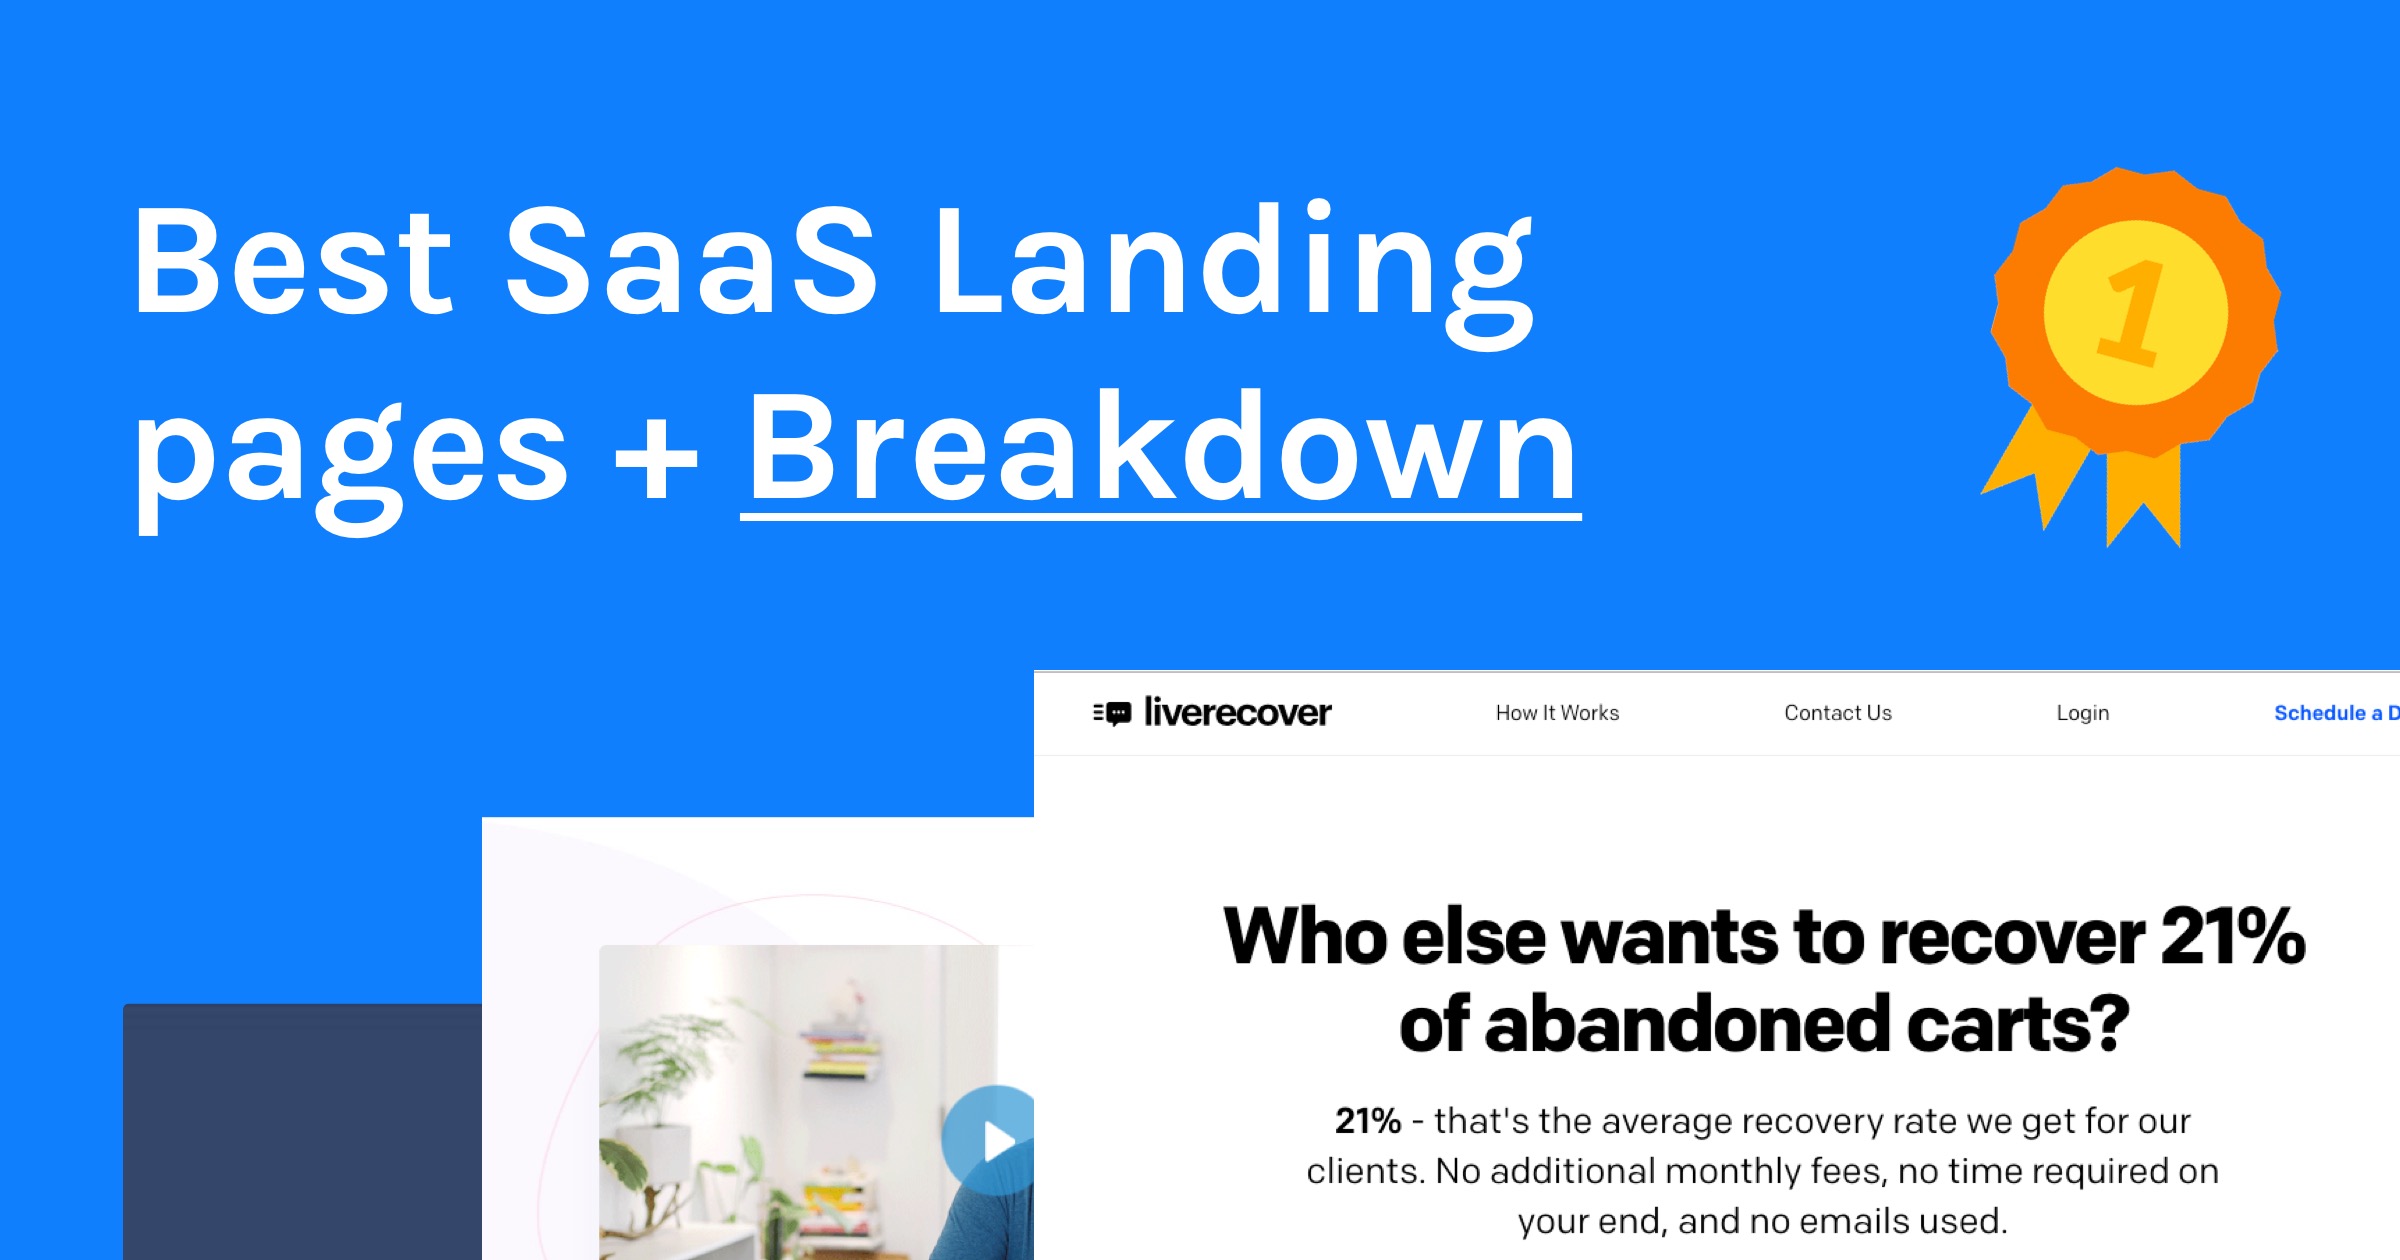 Best SaaS Landing
pages + Breakdown
1
liverecover
How It Works
Contact Us
Login
Schedule a D
Who else wants to recover 21%
of abandoned carts?
21% - that's the average recovery rate we get for our
clients. No additional monthly fees, no time required on
your end, and no emails used.